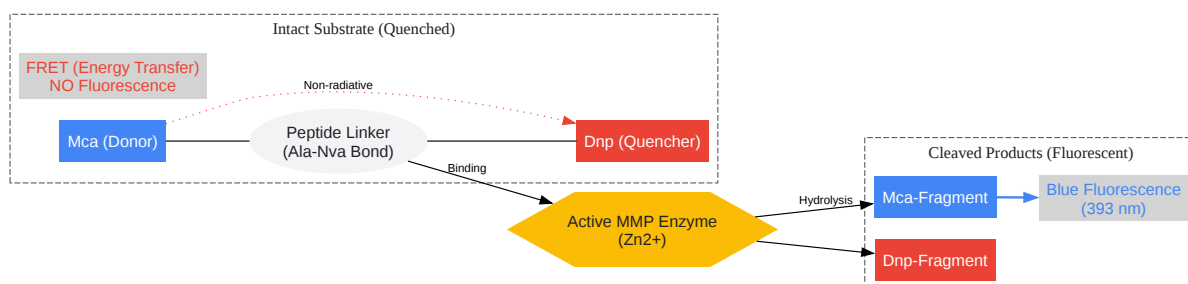 Intact Substrate (Quenched)
FRET (Energy Transfer)
NO Fluorescence
Non-radiative
Mca (Donor)
Peptide Linker
(Ala-Nva Bond)
Dnp (Quencher)
Binding
Active MMP Enzyme
(Zn2+)
Hydrolysis
Cleaved Products (Fluorescent)
Mca-Fragment
Blue Fluorescence
(393 nm)
Dnp-Fragment